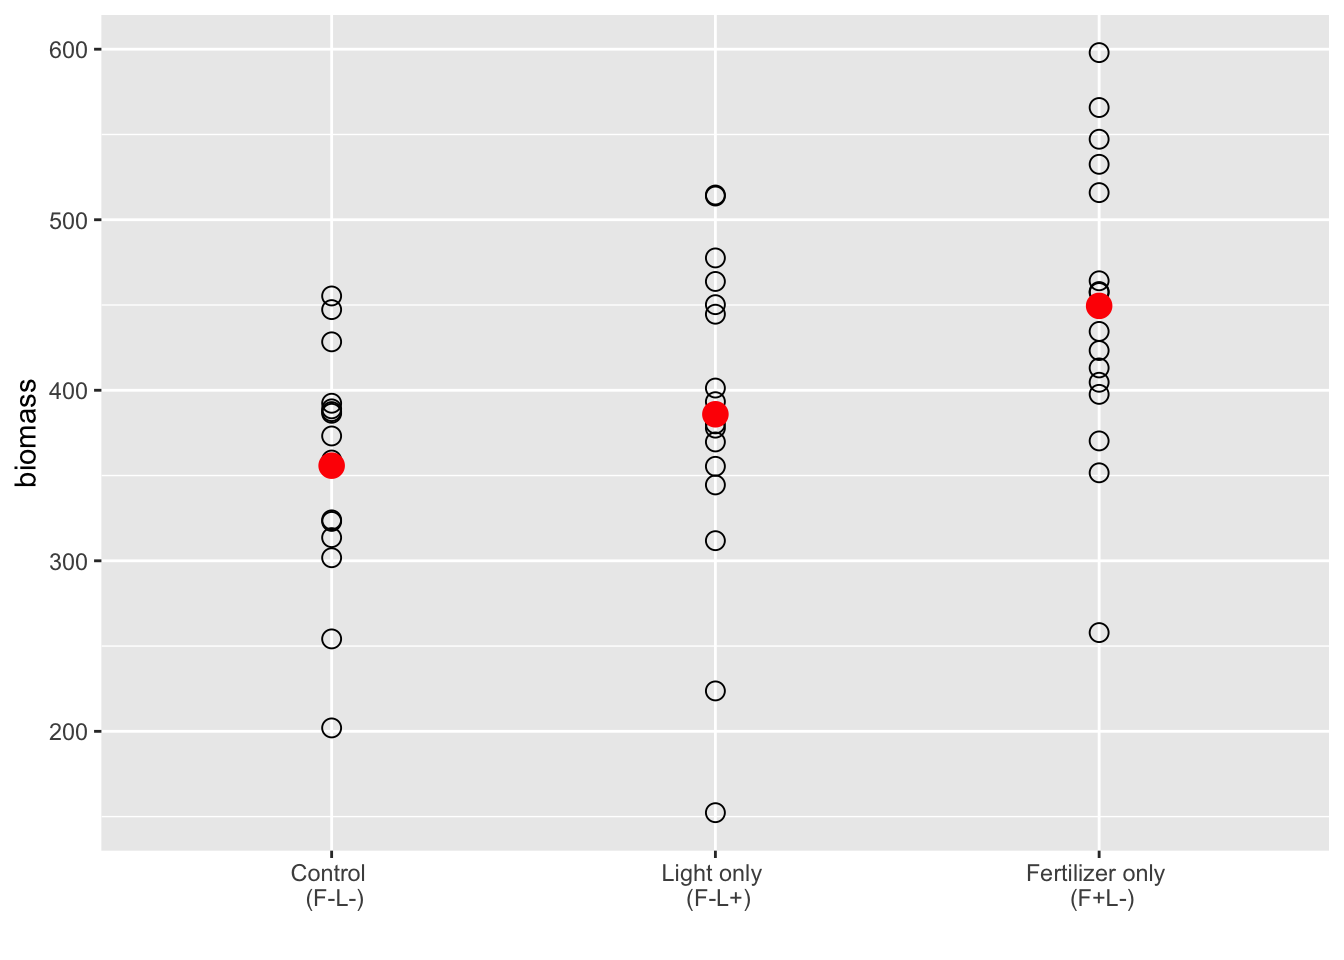 600
500
400
300
200
biomass
Control
(F-L-)
Light only
(F-L+)
Fertilizer only
(F+L-)